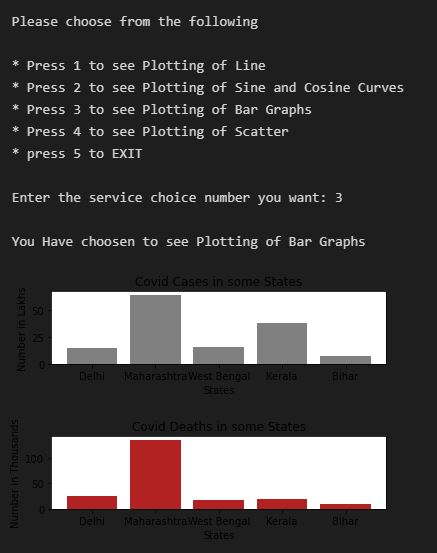 Please choose from the following
* Press 1 to see Plotting of Line
* Press 2 to see Plotting of Sine and Cosine Curves
* Press 3 to see Plotting of Bar Graphs
* Press 4 to see Plotting of Scatter
* press 5 to EXIT
Enter the service choice number you want: 3
You Have choosen to see Plotting of Bar Graphs
Covid Cases in some States
Number in Lakhs
50
25
0
Delhi Maharashtra West Bengal Kerala Bihar
States
Covid Deaths in some States
Number in Thousands
100
50
0
Delhi Maharashtra West Bengal Kerala Bihar
States